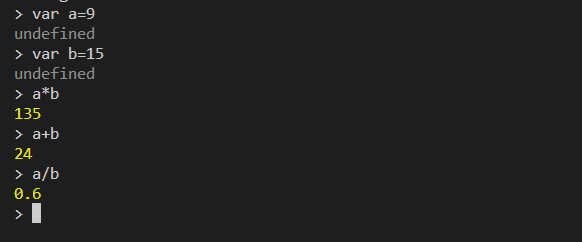 > var a=9
undefined
> var b=15
undefined
> a*b
135
> a+b
24
> a/b
0.6
>